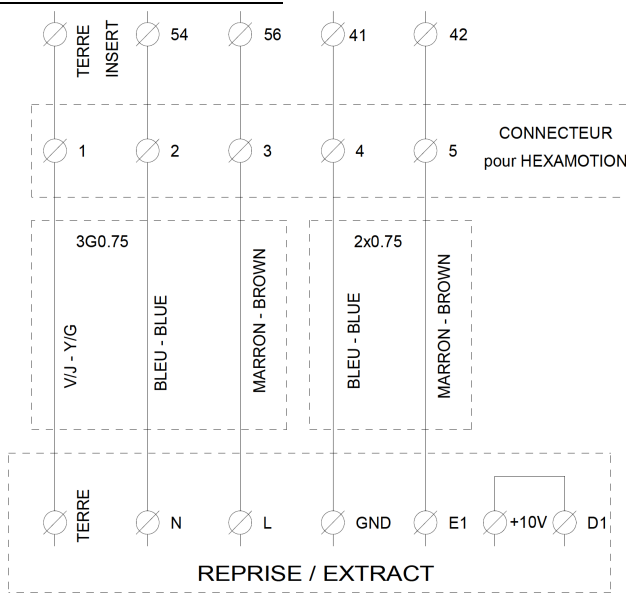 TERRE
INSERT
54
56
41
42
1
2
3
4
5
CONNECTEUR
pour HEXAMOTION
3G0.75
2x0.75
V/J - Y/G
BLEU - BLUE
MARRON - BROWN
BLEU - BLUE
MARRON - BROWN
TERRE
N
L
GND
E1
+10V
D1
REPRISE / EXTRACT